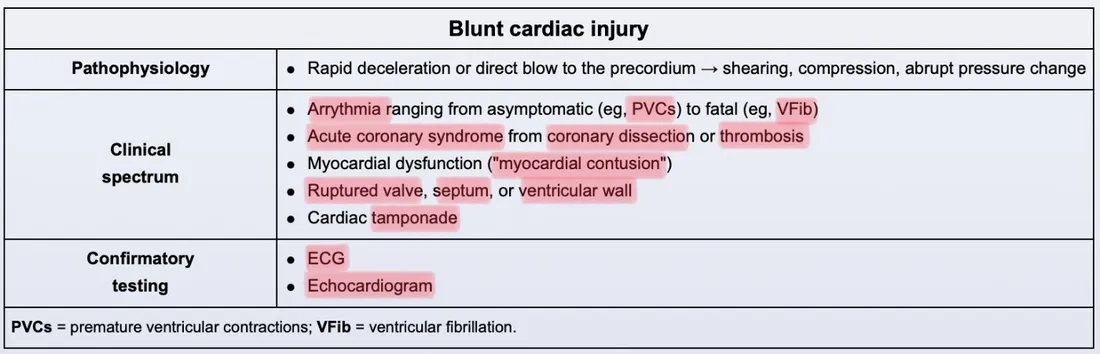 Blunt cardiac injury
Pathophysiology
● Rapid deceleration or direct blow to the precordium → shearing, compression, abrupt pressure change
Clinical
spectrum
● Arrythmia ranging from asymptomatic (eg, PVCs) to fatal (eg, VFib)
● Acute coronary syndrome from coronary dissection or thrombosis
● Myocardial dysfunction ("myocardial contusion")
● Ruptured valve, septum, or ventricular wall
● Cardiac tamponade
Confirmatory
testing
● ECG
● Echocardiogram
PVCs = premature ventricular contractions; VFib = ventricular fibrillation.